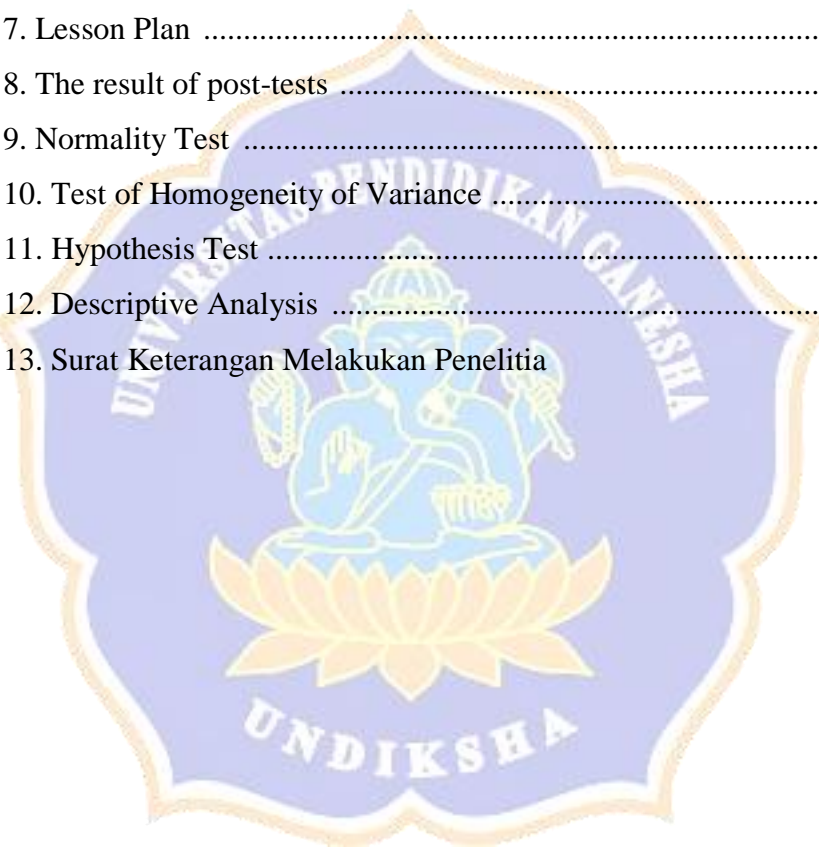 7. Lesson Plan ..............................................................................
8. The result of post-tests .............................................................
9. Normality Test .........................................................................
10. Test of Homogeneity of Variance .........................................
11. Hypothesis Test .....................................................................
12. Descriptive Analysis .............................................................
13. Surat Keterangan Melakukan Penelitia
UNIVERSITAS PENDIDIKAN GANESHA
UNDIKSHA